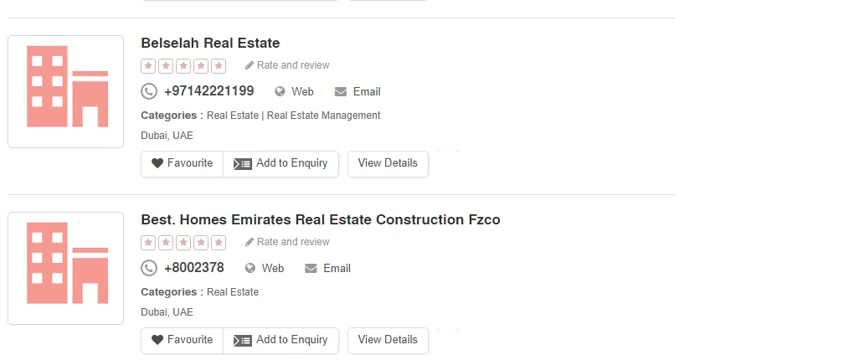 Belselah Real Estate
Rate and review
+97142221199 Web Email
Categories : Real Estate | Real Estate Management
Dubai, UAE
Favourite Add to Enquiry View Details
Best. Homes Emirates Real Estate Construction Fzco
Rate and review
+8002378 Web Email
Categories : Real Estate
Dubai, UAE
Favourite Add to Enquiry View Details